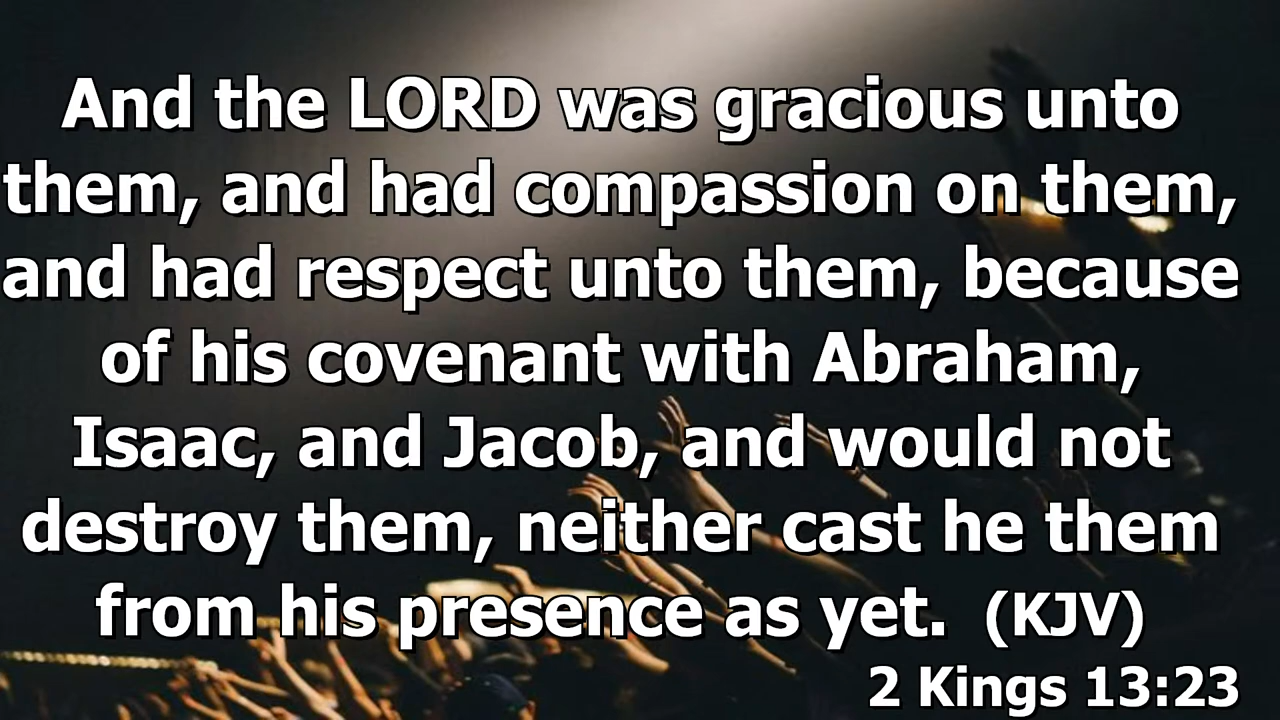 And the LORD was gracious unto
them, and had compassion on them,
and had respect unto them, because
of his covenant with Abraham,
Isaac, and Jacob, and would not
destroy them, neither cast he them
from his presence as yet. (KJV)
2 Kings 13:23